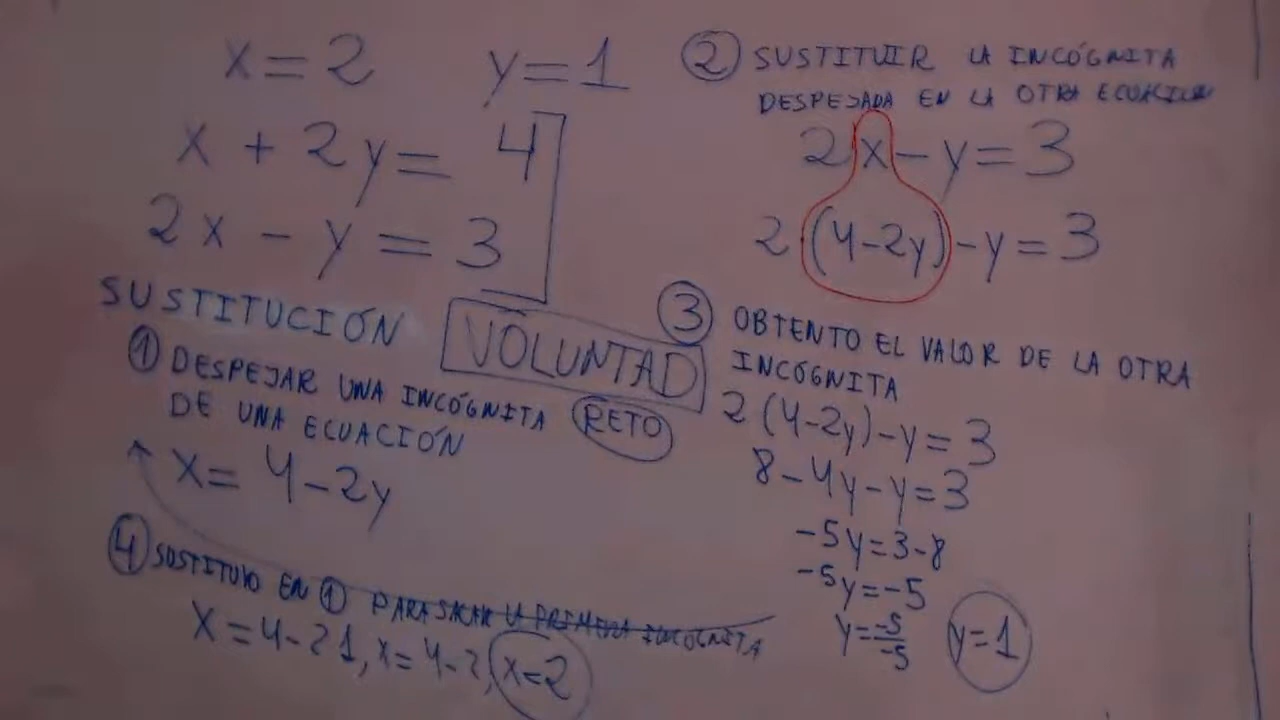 x = 2 y = 1
x + 2y = 4
2x - y = 3
SUSTITUCIÓN
VOLUNTAD
① DESPEJAR UNA INCÓGNITA
DE UNA ECUACIÓN
RETO
x = 4 - 2y
④ SUSTITUYO EN ① PARA SACAR LA PRIMERA INCOGNITA
x = 4 - 2 1, x = 4 - 2, x = 2
② SUSTITUIR LA INCÓGNITA
DESPEJADA EN LA OTRA ECUACIÓN
2x - y = 3
2(4 - 2y) - y = 3
③ OBTENTO EL VALOR DE LA OTRA
INCÓGNITA
2(4 - 2y) - y = 3
8 - 4y - y = 3
-5y = 3 - 8
-5y = -5
y = -5/-5 y = 1